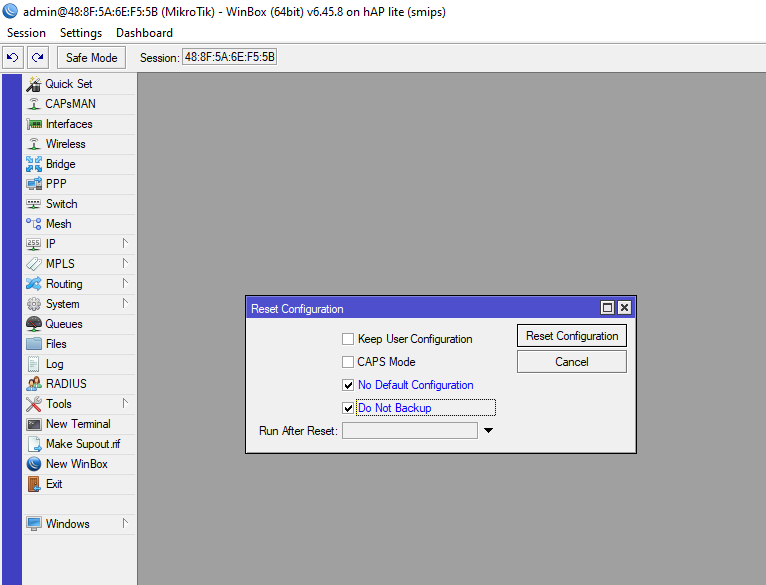 admin@48:8F:5A:6E:F5:5B (MikroTik) - WinBox (64bit) v6.45.8 on hAP lite (smips)
Session Settings Dashboard
Safe Mode Session: 48:8F:5A:6E:F5:5B
Quick Set
CAPsMAN
Interfaces
Wireless
Bridge
PPP
Switch
Mesh
255 IP
MPLS
Routing
System
Queues
Files
Log
RADIUS
Tools
New Terminal
Make Supout.rif
New WinBox
Exit
Windows
Reset Configuration
Keep User Configuration
Reset Configuration
CAPS Mode
Cancel
No Default Configuration
Do Not Backup
Run After Reset: